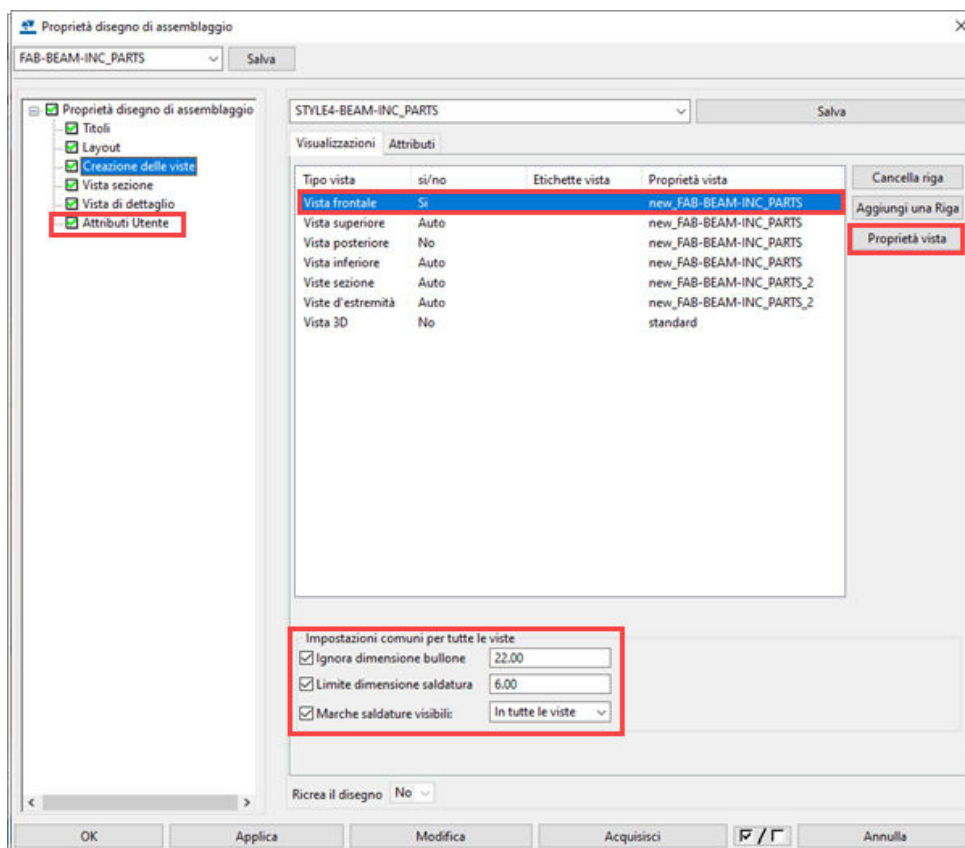 Proprietà disegno di assemblaggio
FAB-BEAM-INC_PARTS Salva
Proprietà disegno di assemblaggio
Titoli
Layout
Creazione delle viste
Vista sezione
Vista di dettaglio
Attributi Utente
STYLE4-BEAM-INC_PARTS Salva
Visualizzazioni Attributi
Tipo vista si/no Etichette vista Proprietà vista
Vista frontale Si new_FAB-BEAM-INC_PARTS
Vista superiore Auto new_FAB-BEAM-INC_PARTS
Vista posteriore No new_FAB-BEAM-INC_PARTS
Vista inferiore Auto new_FAB-BEAM-INC_PARTS
Viste sezione Auto new_FAB-BEAM-INC_PARTS_2
Viste d'estremità Auto new_FAB-BEAM-INC_PARTS_2
Vista 3D No standard
Cancella riga
Aggiungi una Riga
Proprietà vista
Impostazioni comuni per tutte le viste
Ignora dimensione bullone 22.00
Limite dimensione saldatura 6.00
Marche saldature visibili: In tutte le viste
Ricrea il disegno No
OK Applica Modifica Acquisisci Annulla